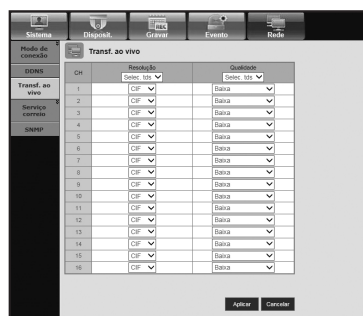 Sistema Disposit. Gravar Evento Rede
REC
Modo de conexão
DDNS
Transf. ao vivo
Serviço correio
SNMP
Transf. ao vivo
CH Resolução Qualidade
Selec. tds Selec. tds
1 CIF Baixa
2 CIF Baixa
3 CIF Baixa
4 CIF Baixa
5 CIF Baixa
6 CIF Baixa
7 CIF Baixa
8 CIF Baixa
9 CIF Baixa
10 CIF Baixa
11 CIF Baixa
12 CIF Baixa
13 CIF Baixa
14 CIF Baixa
15 CIF Baixa
16 CIF Baixa
Aplicar Cancelar